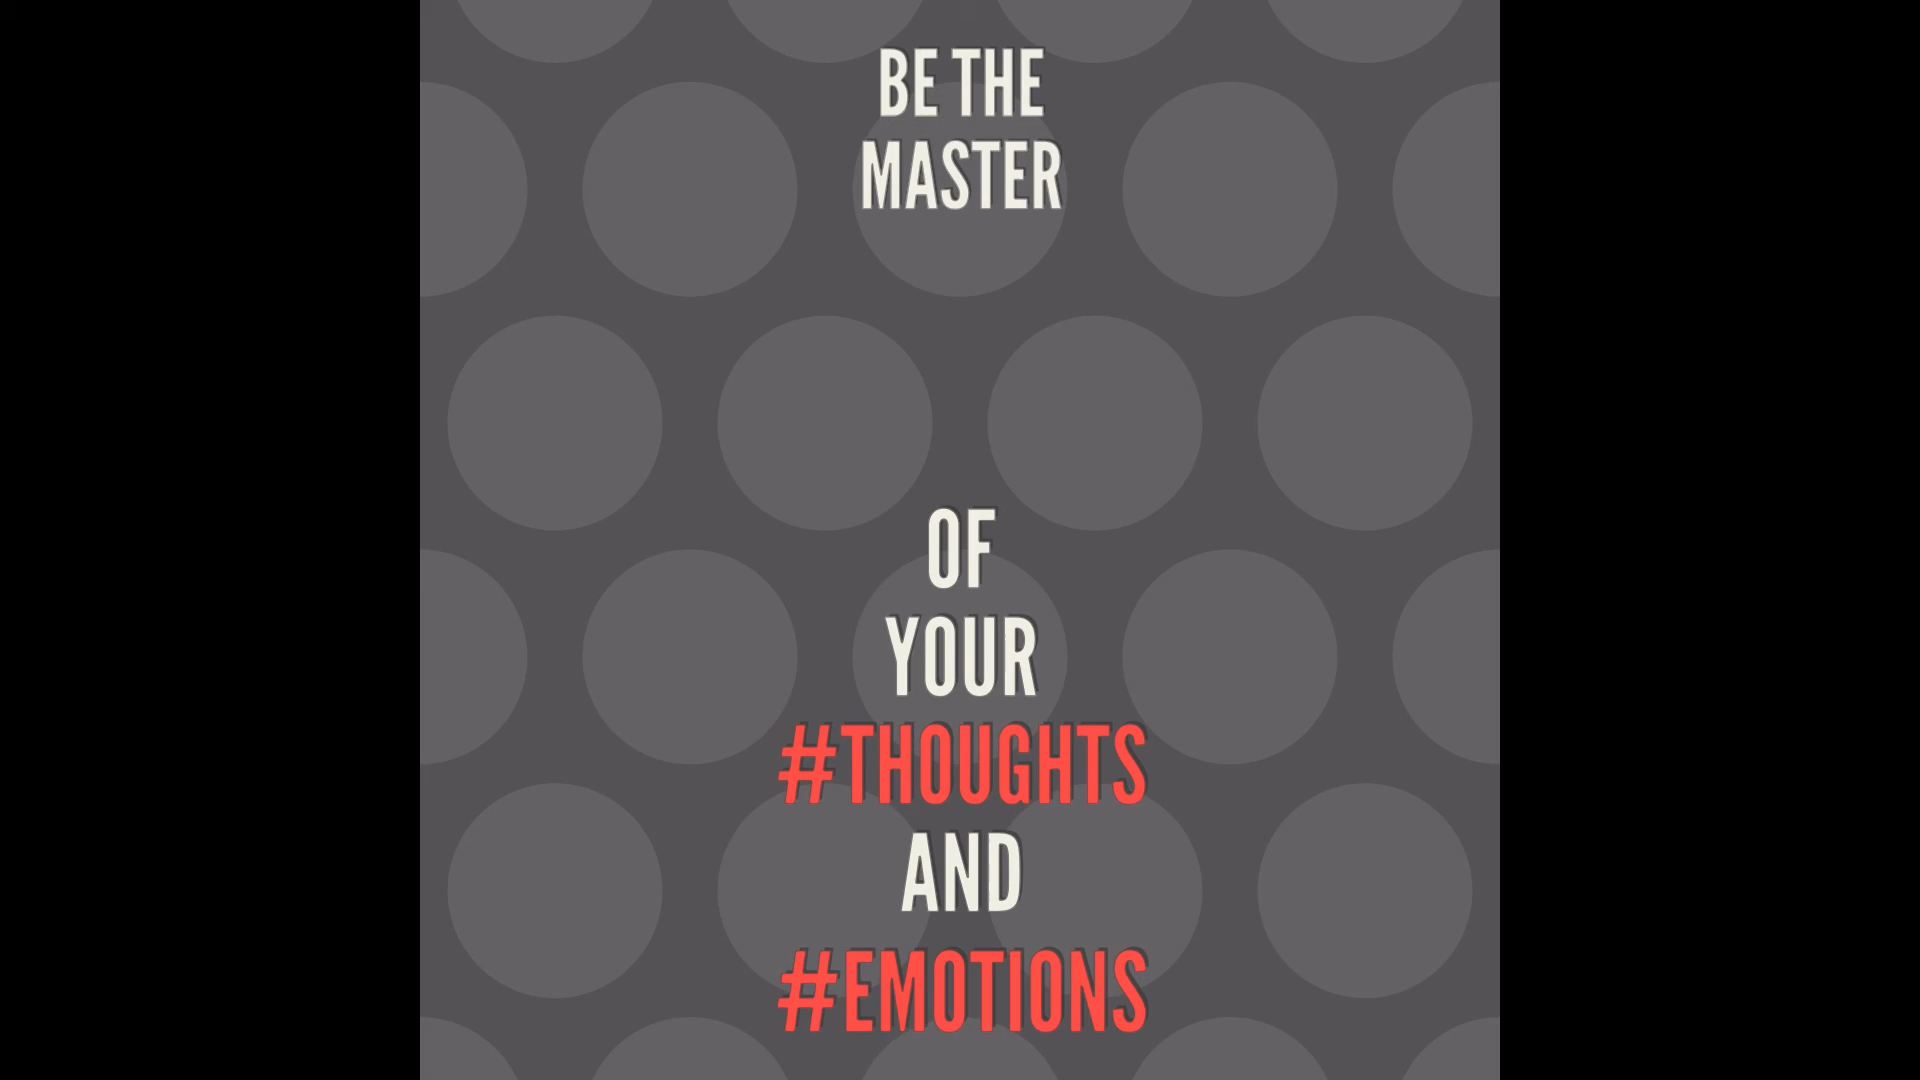 BE THE
MASTER
OF
YOUR
#THOUGHTS
AND
#EMOTIONS